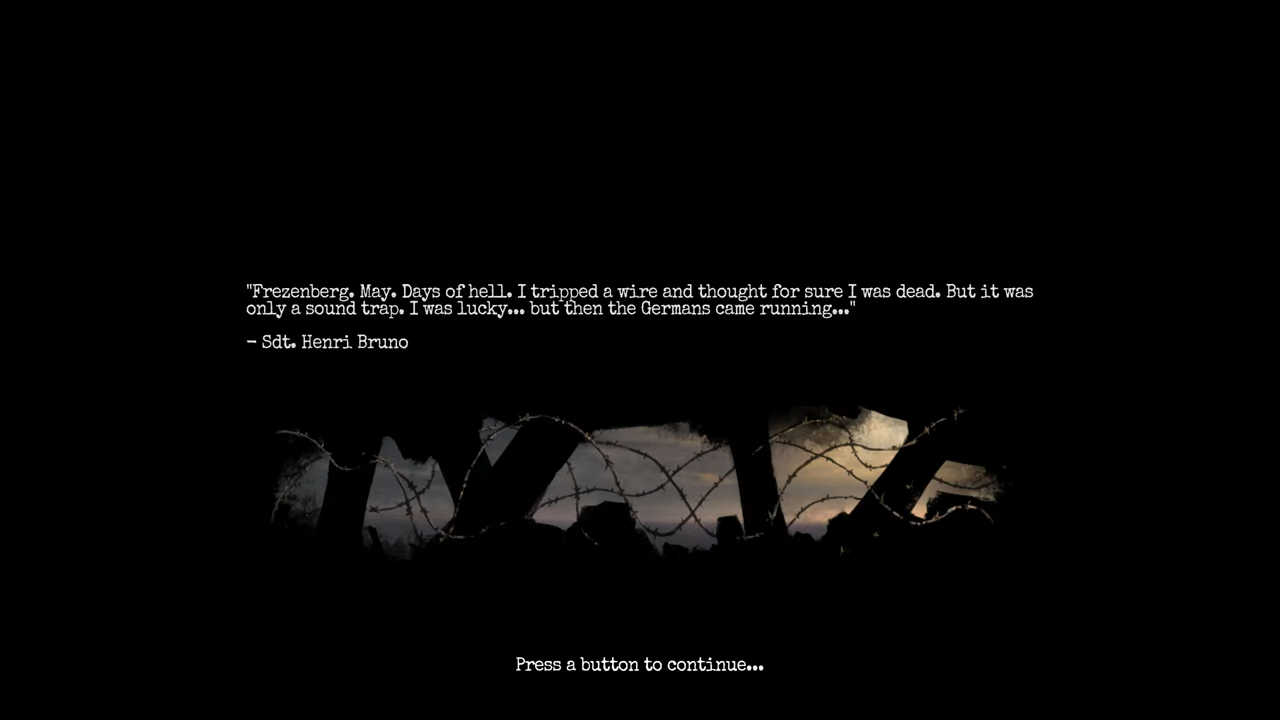 "Frezenberg. May. Days of hell. I tripped a wire and thought for sure I was dead. But it was
only a sound trap. I was lucky... but then the Germans came running..."
- Sdt. Henri Bruno
Press a button to continue...